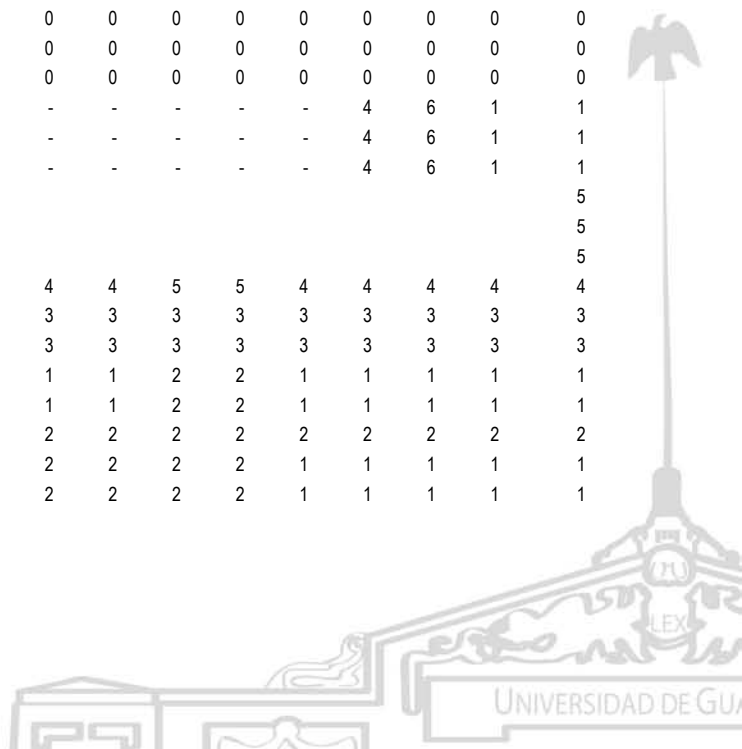 0 0 0 0 0 0 0 0 0
0 0 0 0 0 0 0 0 0
0 0 0 0 0 0 0 0 0
- - - - - 4 6 1 1
- - - - - 4 6 1 1
- - - - - 4 6 1 1
5
5
5
4 4 5 5 4 4 4 4 4
3 3 3 3 3 3 3 3 3
3 3 3 3 3 3 3 3 3
1 1 2 2 1 1 1 1 1
1 1 2 2 1 1 1 1 1
2 2 2 2 2 2 2 2 2
2 2 2 2 1 1 1 1 1
2 2 2 2 1 1 1 1 1
LEX
UNIVERSIDAD DE GUA